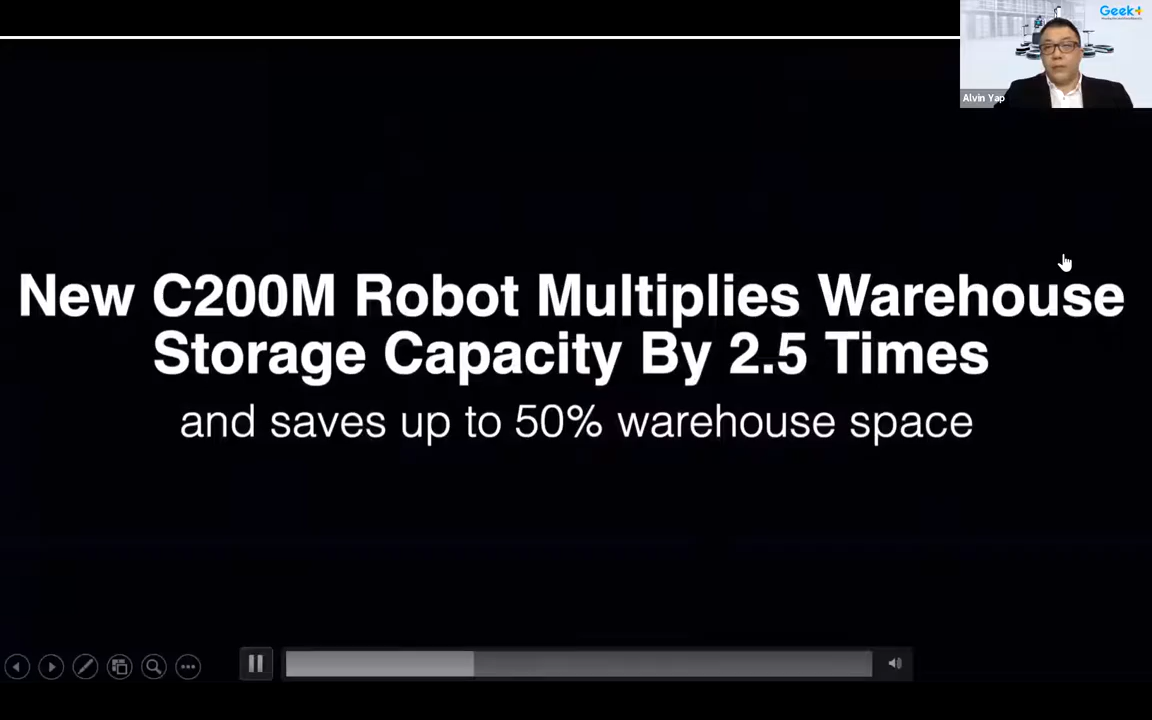 Geek+
Alvin Yap
New C200M Robot Multiplies Warehouse
Storage Capacity By 2.5 Times
and saves up to 50% warehouse space